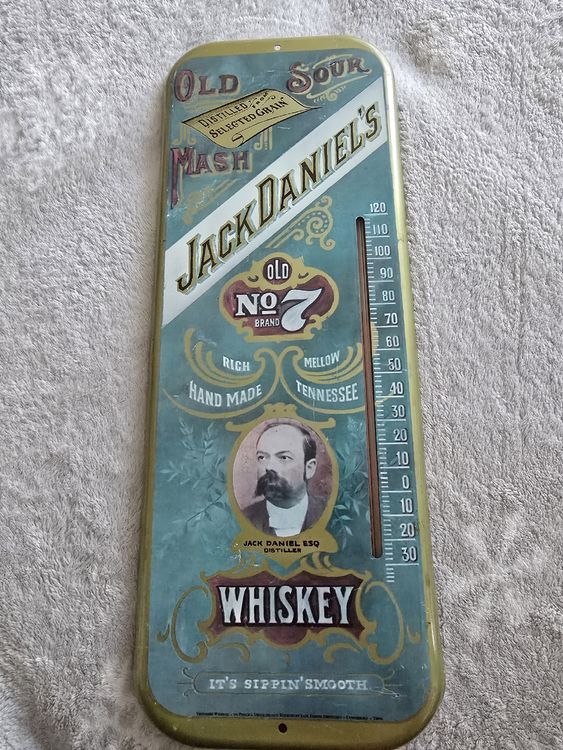 OLD SOUR
DISTILLED FROM
SELECTED GRAIN
MASH
JACK DANIEL'S
OLD
No 7
BRAND
RICH MELLOW
HAND MADE TENNESSEE
120
110
100
90
80
70
60
50
40
30
20
10
0
10
20
30
JACK DANIEL ESQ
DISTILLER
WHISKEY
IT'S SIPPIN' SMOOTH